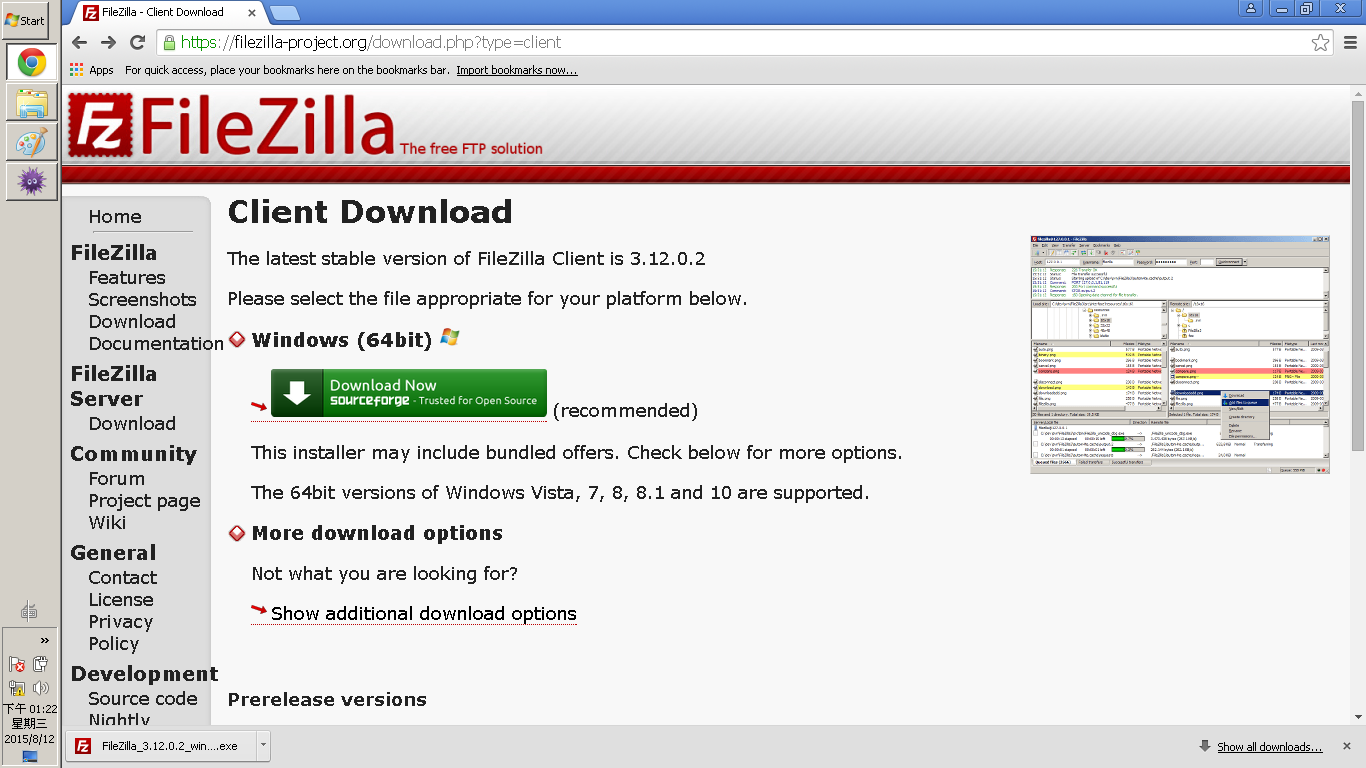 Start
FileZilla - Client Download
https://filezilla-project.org/download.php?type=client
Apps For quick access, place your bookmarks here on the bookmarks bar. Import bookmarks now...
FileZilla
The free FTP solution
Home
FileZilla
Features
Screenshots
Download
Documentation
FileZilla
Server
Download
Community
Forum
Project page
Wiki
General
Contact
License
Privacy
Policy
Development
Source code
Nightly
Client Download
The latest stable version of FileZilla Client is 3.12.0.2
Please select the file appropriate for your platform below.
Windows (64bit)
Download Now
sourceforge - Trusted for Open Source
(recommended)
This installer may include bundled offers. Check below for more options.
The 64bit versions of Windows Vista, 7, 8, 8.1 and 10 are supported.
More download options
Not what you are looking for?
Show additional download options
Prerelease versions
下午 01:22
星期三
2015/8/12
FileZilla_3.12.0.2_win....exe
Show all downloads...